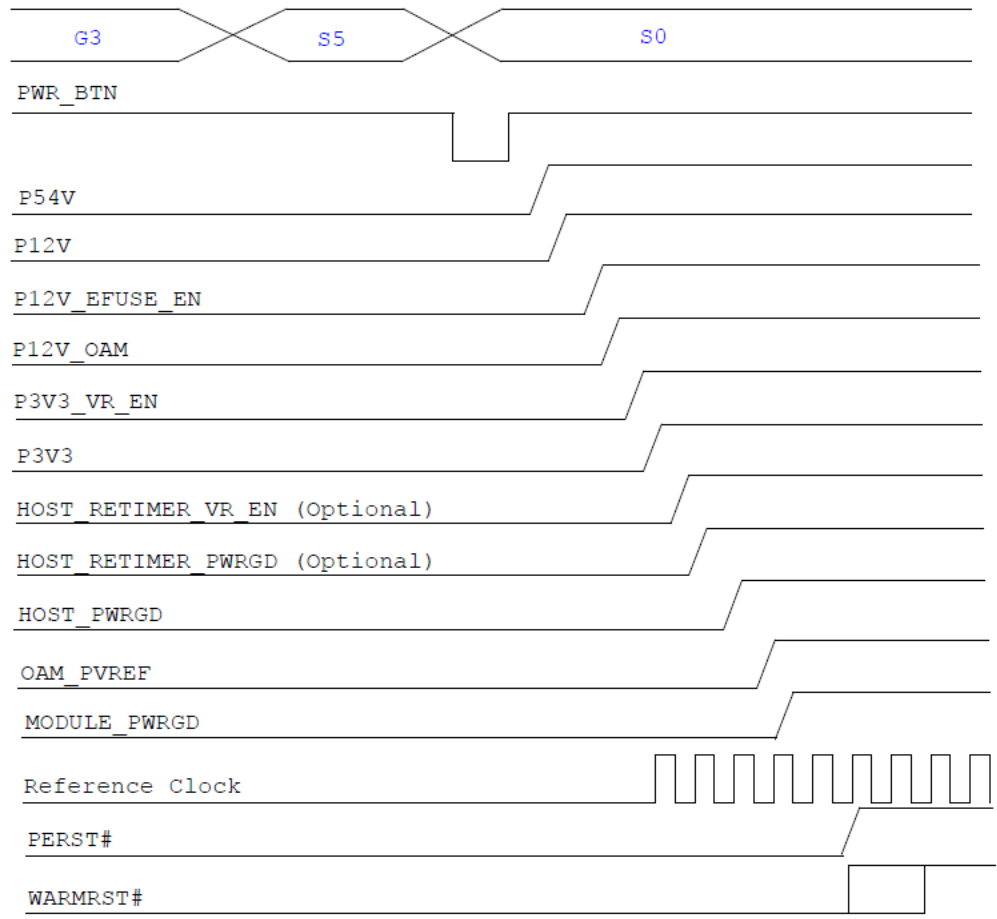 G3 S5 S0
PWR_BTN
P54V
P12V
P12V_EFUSE_EN
P12V_OAM
P3V3_VR_EN
P3V3
HOST_RETIMER_VR_EN (Optional)
HOST_RETIMER_PWRGD (Optional)
HOST_PWRGD
OAM_PVREF
MODULE_PWRGD
Reference Clock
PERST#
WARMRST#